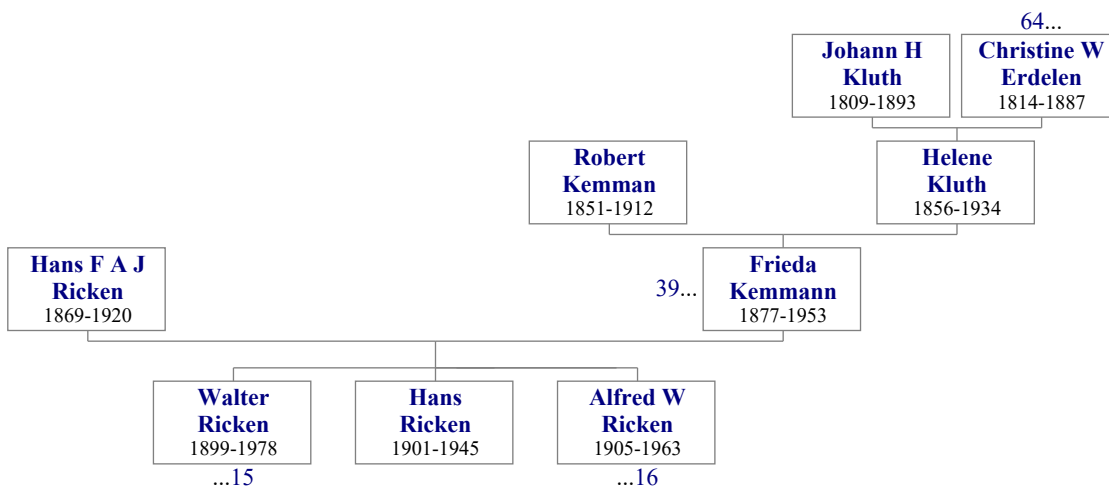 64...
Johann H
Kluth
1809-1893
Christine W
Erdelen
1814-1887
Robert
Kemman
1851-1912
Helene
Kluth
1856-1934
Hans F A J
Ricken
1869-1920
39...
Frieda
Kemmann
1877-1953
Walter
Ricken
1899-1978
Hans
Ricken
1901-1945
Alfred W
Ricken
1905-1963
...15
...16